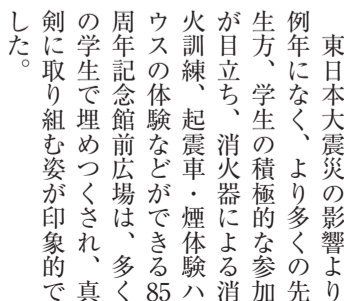 東日本大震災の影響より
例年になく、より多くの先
生方、学生の積極的な参加
が目立ち、消火器による消
火訓練、起震車・煙体験ハ
ウスの体験などができる85
周年記念館前広場は、多く
の学生で埋めつくされ、真
剣に取り組む姿が印象的で
した。